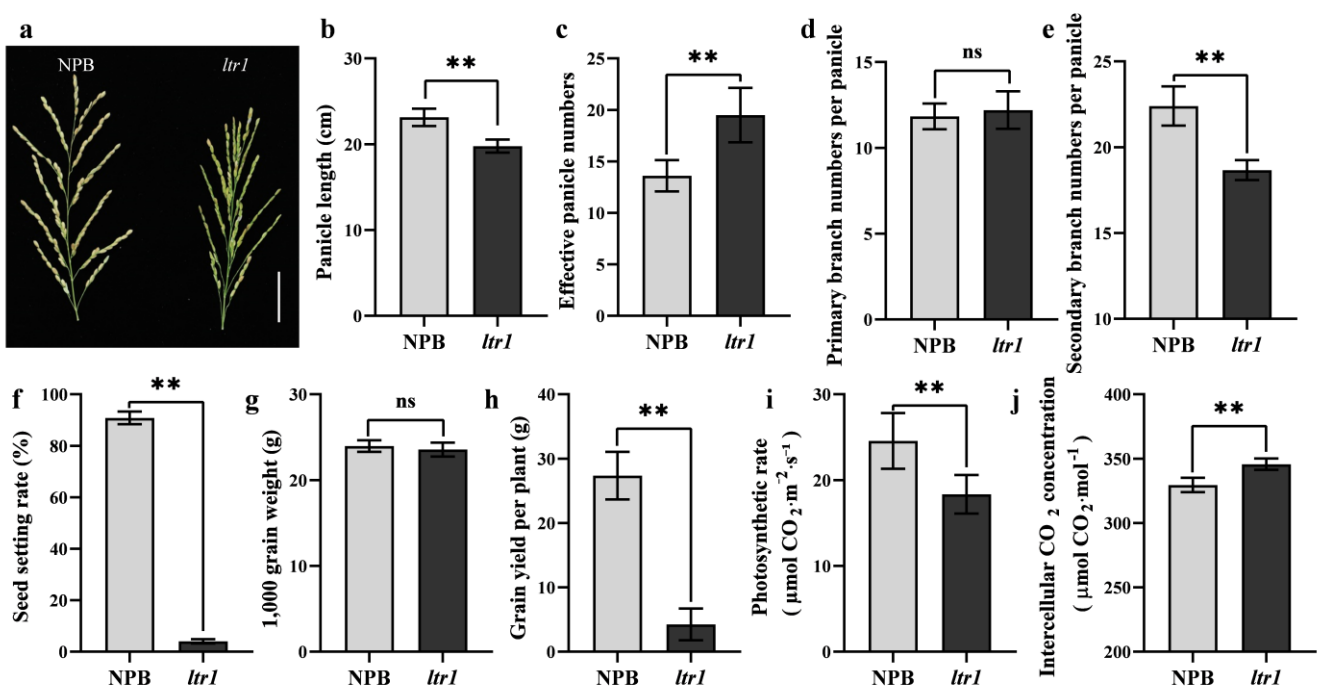 a
NPB ltr1
b
Panicle length (cm)
30
20
10
0
**
NPB ltr1
c
Effective panicle numbers
25
20
15
10
5
0
**
NPB ltr1
d
Primary branch numbers per panicle
15
10
5
0
ns
NPB ltr1
e
Secondary branch numbers per panicle
25
20
15
10
**
NPB ltr1
f
Seed setting rate (%)
100
80
60
40
20
0
**
NPB ltr1
g
1,000 grain weight (g)
30
20
10
0
ns
NPB ltr1
h
Grain yield per plant (g)
40
30
20
10
0
**
NPB ltr1
i
Photosynthetic rate
( μmol CO₂·m⁻²·s⁻¹)
30
20
10
0
**
NPB ltr1
j
Intercellular CO₂ concentration
( μmol CO₂·mol⁻¹)
400
350
300
250
200
**
NPB ltr1